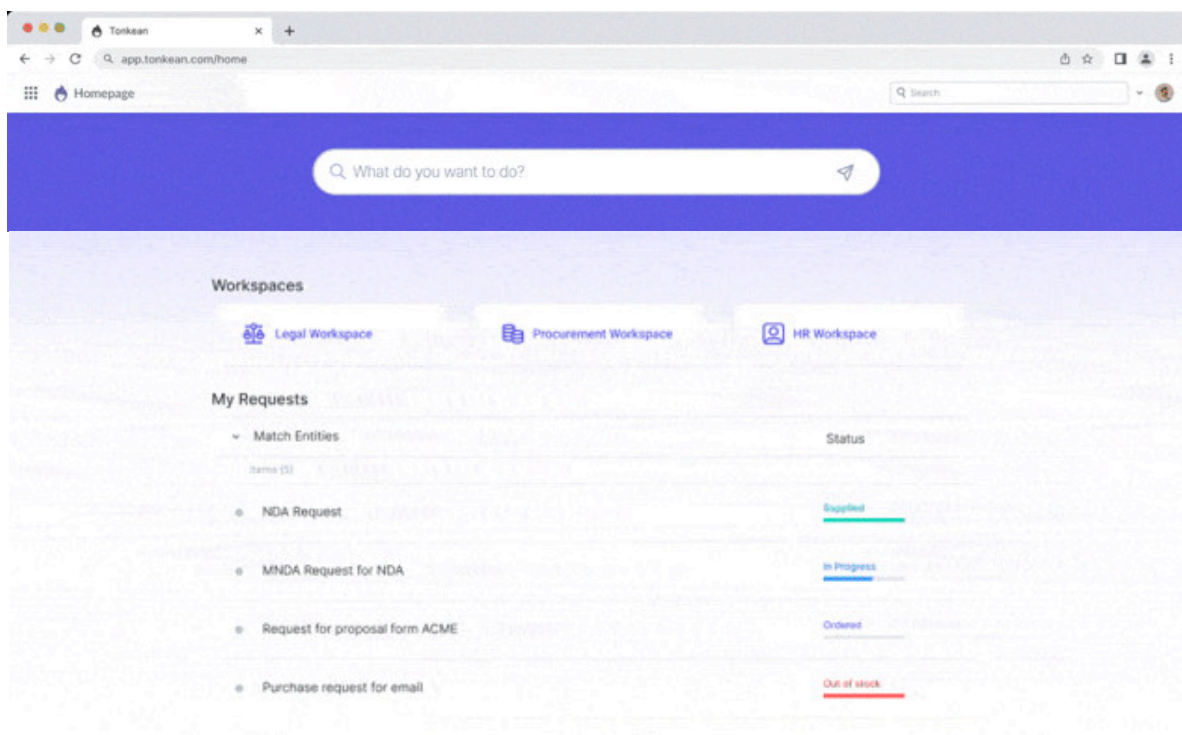 Tonkean
app.tonkean.com/home
Homepage
Search
What do you want to do?
Workspaces
Legal Workspace
Procurement Workspace
HR Workspace
My Requests
Match Entities
Status
Items (5)
NDA Request
Supplied
MNDA Request for NDA
In Progress
Request for proposal form ACME
Ordered
Purchase request for email
Out of stock